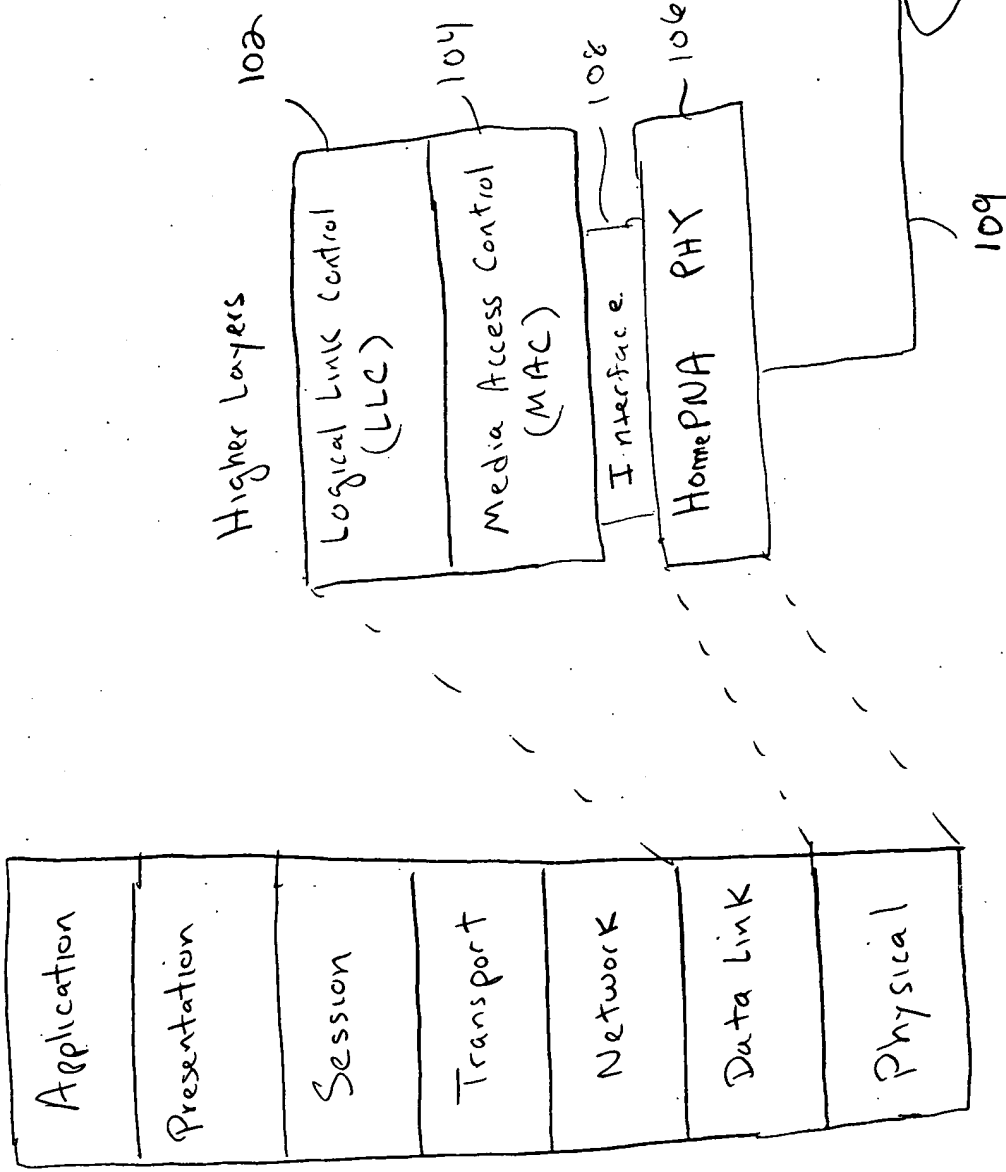 Application
Presentation
Session
Transport
Network
Data Link
Physical
Higher Layers
102
Logical Link Control
(LLC)
104
Media Access Control
(MAC)
108
Interface
106
HomePNA PHY
109